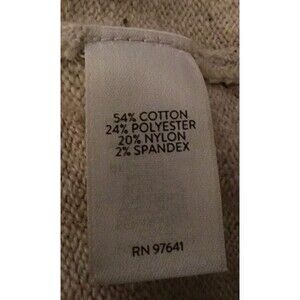 54% COTTON
24% POLYESTER
20% NYLON
2% SPANDEX
RN 97641